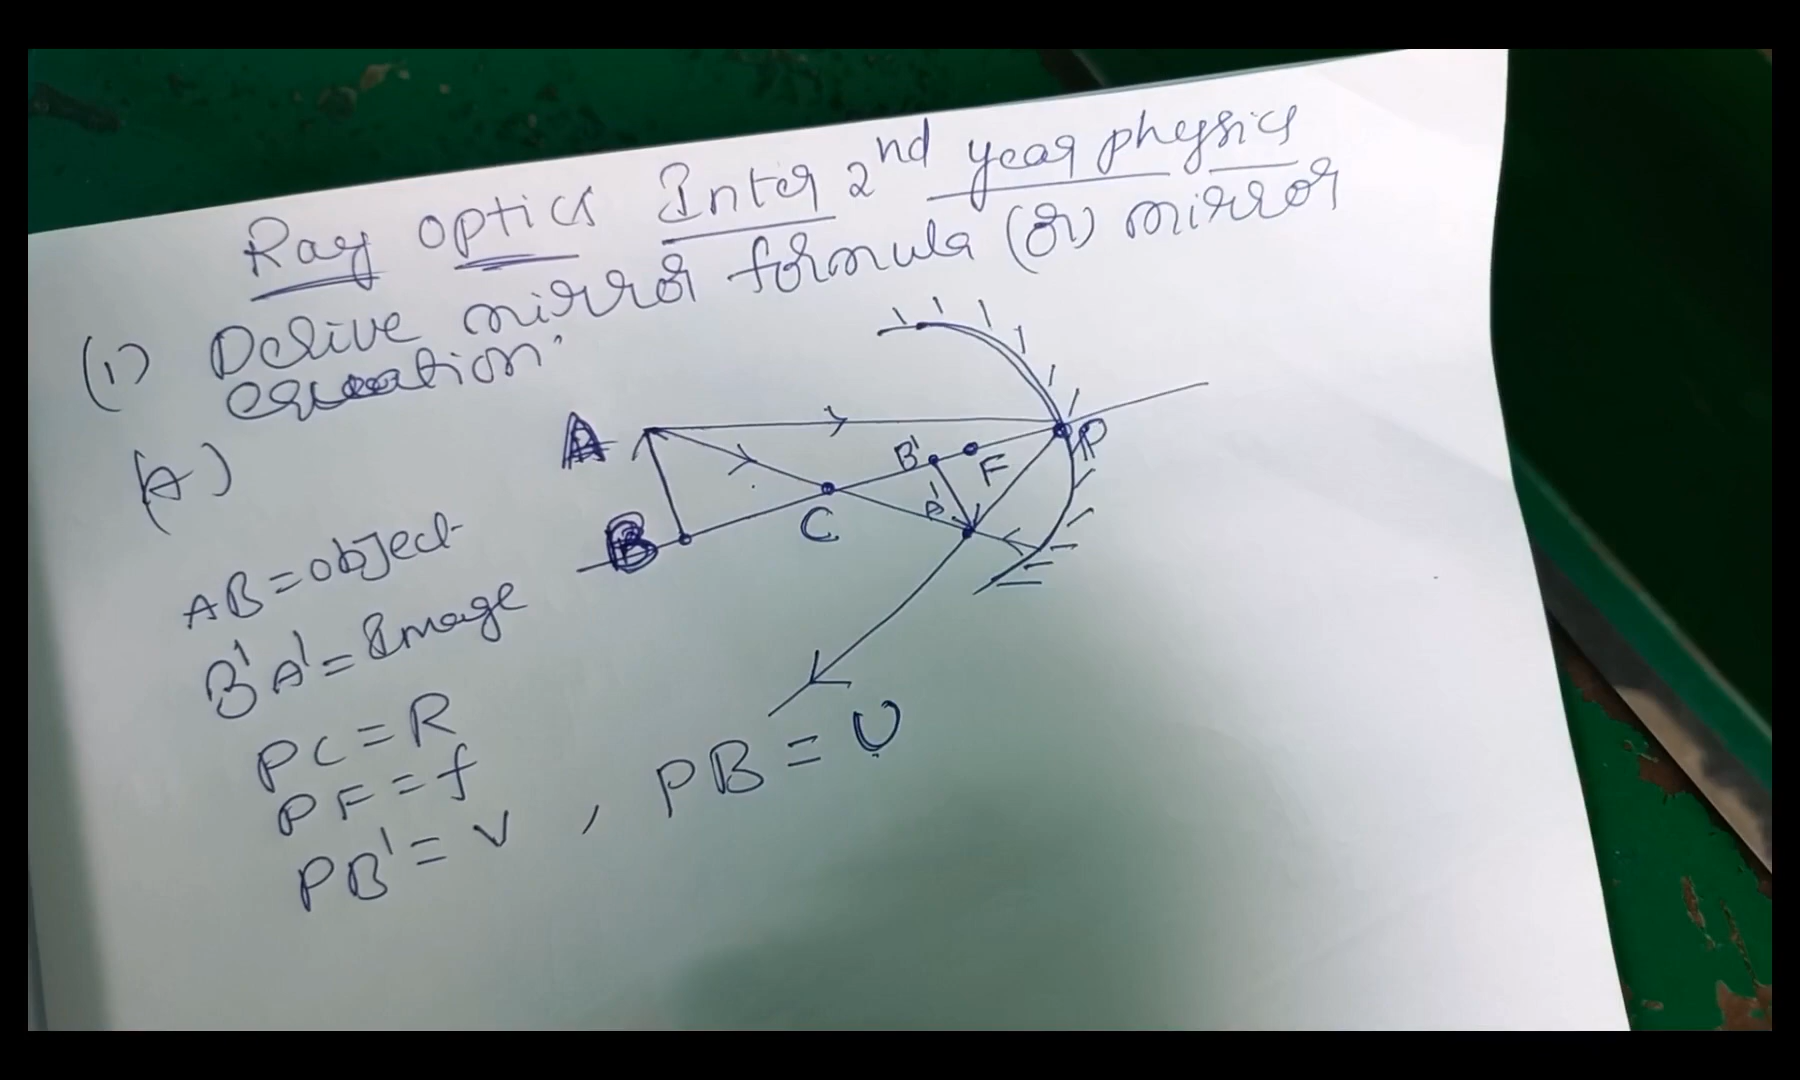 Ray optics Inter 2nd year physics
(1) Derive mirror formula (or) mirror
equation.
(A)
A
B
C
B'
A'
F
P
AB = object
B'A' = Image
PC = R
PF = f
PB' = v , PB = U